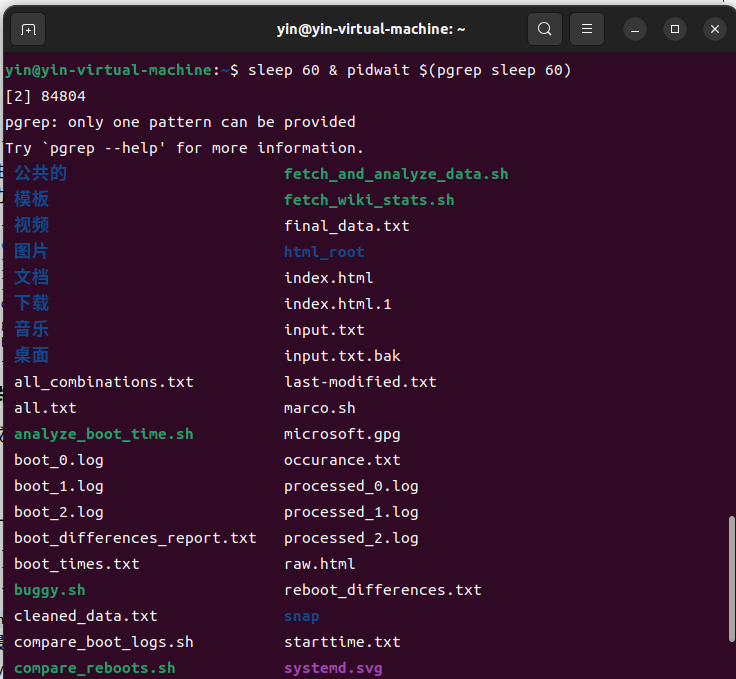 yin@yin-virtual-machine: ~
yin@yin-virtual-machine:~$ sleep 60 & pidwait $(pgrep sleep 60)
[2] 84804
pgrep: only one pattern can be provided
Try `pgrep --help' for more information.
公共的 fetch_and_analyze_data.sh
模板 fetch_wiki_stats.sh
视频 final_data.txt
图片 html_root
文档 index.html
下载 index.html.1
音乐 input.txt
桌面 input.txt.bak
all_combinations.txt last-modified.txt
all.txt marco.sh
analyze_boot_time.sh microsoft.gpg
boot_0.log occurance.txt
boot_1.log processed_0.log
boot_2.log processed_1.log
boot_differences_report.txt processed_2.log
boot_times.txt raw.html
buggy.sh reboot_differences.txt
cleaned_data.txt snap
compare_boot_logs.sh starttime.txt
compare_reboots.sh systemd.svg